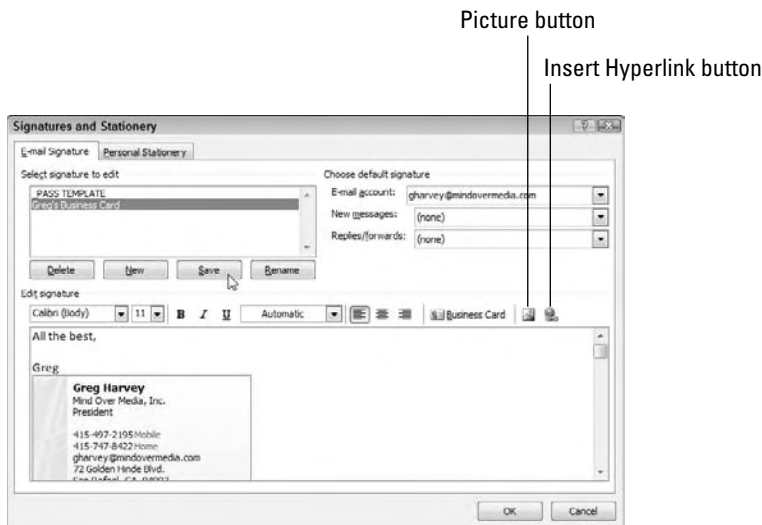 Picture button
Insert Hyperlink button
Signatures and Stationery
E-mail Signature Personal Stationery
Select signature to edit
PASS TEMPLATE
Greg's Business Card
Delete New Save Rename
Choose default signature
E-mail account: gharvey@mindovermedia.com
New messages: (none)
Replies/forwards: (none)
Edit signature
Calibri (Body) 11 B I U Automatic Business Card
All the best,
Greg
Greg Harvey
Mind Over Media, Inc.
President
415-497-2195 Mobile
415-747-8422 Home
gharvey@mindovermedia.com
72 Golden Hinde Blvd.
San Rafael, CA
OK Cancel